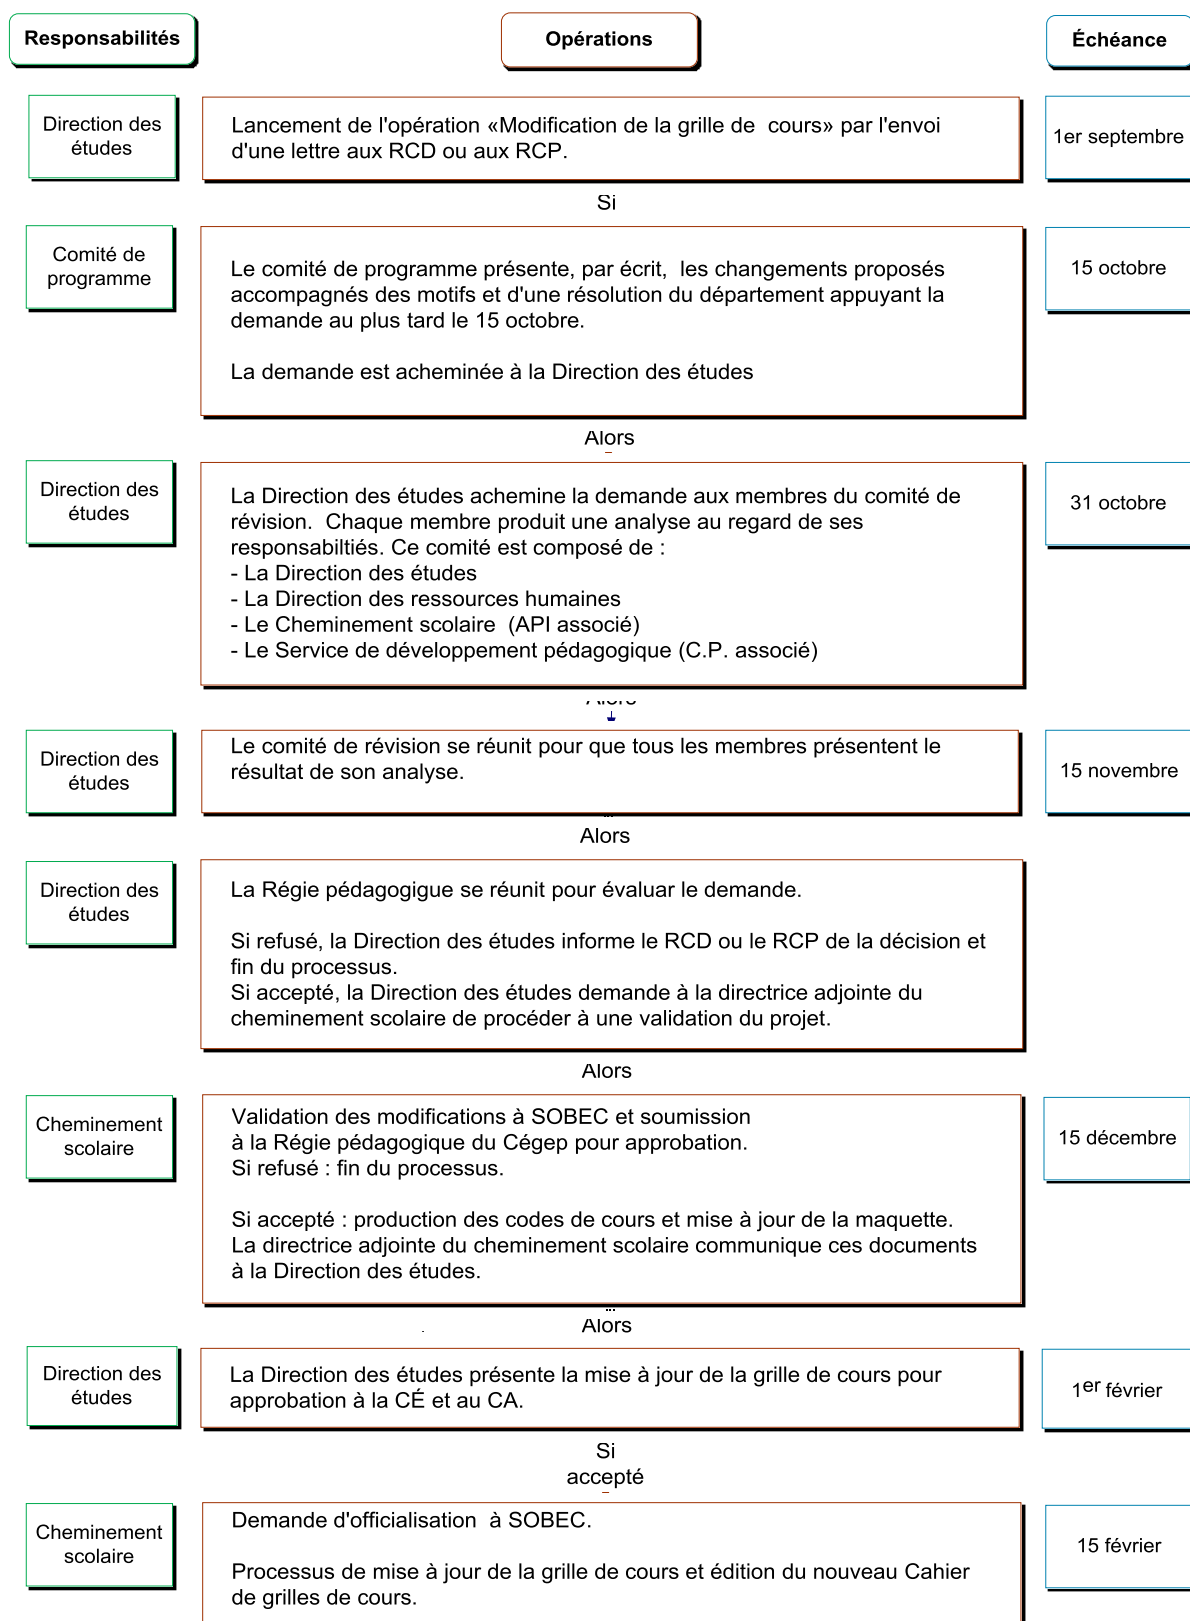 Responsabilités
Opérations
Échéance
Direction des
études
Lancement de l'opération «Modification de la grille de cours» par l'envoi
d'une lettre aux RCD ou aux RCP.
1er septembre
Si
Comité de
programme
Le comité de programme présente, par écrit, les changements proposés
accompagnés des motifs et d'une résolution du département appuyant la
demande au plus tard le 15 octobre.
La demande est acheminée à la Direction des études
15 octobre
Alors
Direction des
études
La Direction des études achemine la demande aux membres du comité de
révision. Chaque membre produit une analyse au regard de ses
responsabiltiés. Ce comité est composé de :
- La Direction des études
- La Direction des ressources humaines
- Le Cheminement scolaire (API associé)
- Le Service de développement pédagogique (C.P. associé)
31 octobre
Alors
Direction des
études
Le comité de révision se réunit pour que tous les membres présentent le
résultat de son analyse.
15 novembre
Alors
Direction des
études
La Régie pédagogigue se réunit pour évaluer le demande.
Si refusé, la Direction des études informe le RCD ou le RCP de la décision et
fin du processus.
Si accepté, la Direction des études demande à la directrice adjointe du
cheminement scolaire de procéder à une validation du projet.
Alors
Cheminement
scolaire
Validation des modifications à SOBEC et soumission
à la Régie pédagogique du Cégep pour approbation.
Si refusé : fin du processus.
Si accepté : production des codes de cours et mise à jour de la maquette.
La directrice adjointe du cheminement scolaire communique ces documents
à la Direction des études.
15 décembre
Alors
Direction des
études
La Direction des études présente la mise à jour de la grille de cours pour
approbation à la CÉ et au CA.
1er février
Si
accepté
Cheminement
scolaire
Demande d'officialisation à SOBEC.
Processus de mise à jour de la grille de cours et édition du nouveau Cahier
de grilles de cours.
15 février